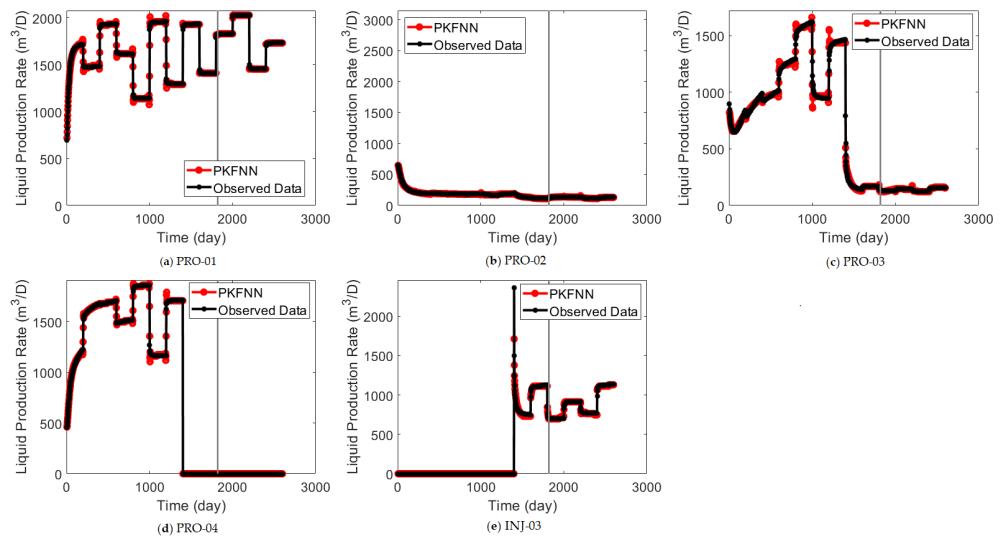 Liquid Production Rate (m³/D)
2000
1500
1000
500
0
0 1000 2000 3000
Time (day)
PKFNN
Observed Data
(a) PRO-01
Liquid Production Rate (m³/D)
3000
2500
2000
1500
1000
500
0
0 1000 2000 3000
Time (day)
PKFNN
Observed Data
(b) PRO-02
Liquid Production Rate (m³/D)
1500
1000
500
0
0 1000 2000 3000
Time (day)
PKFNN
Observed Data
(c) PRO-03
Liquid Production Rate (m³/D)
1500
1000
500
0
0 1000 2000 3000
Time (day)
PKFNN
Observed Data
(d) PRO-04
Liquid Production Rate (m³/D)
2000
1500
1000
500
0
0 1000 2000 3000
Time (day)
PKFNN
Observed Data
(e) INJ-03